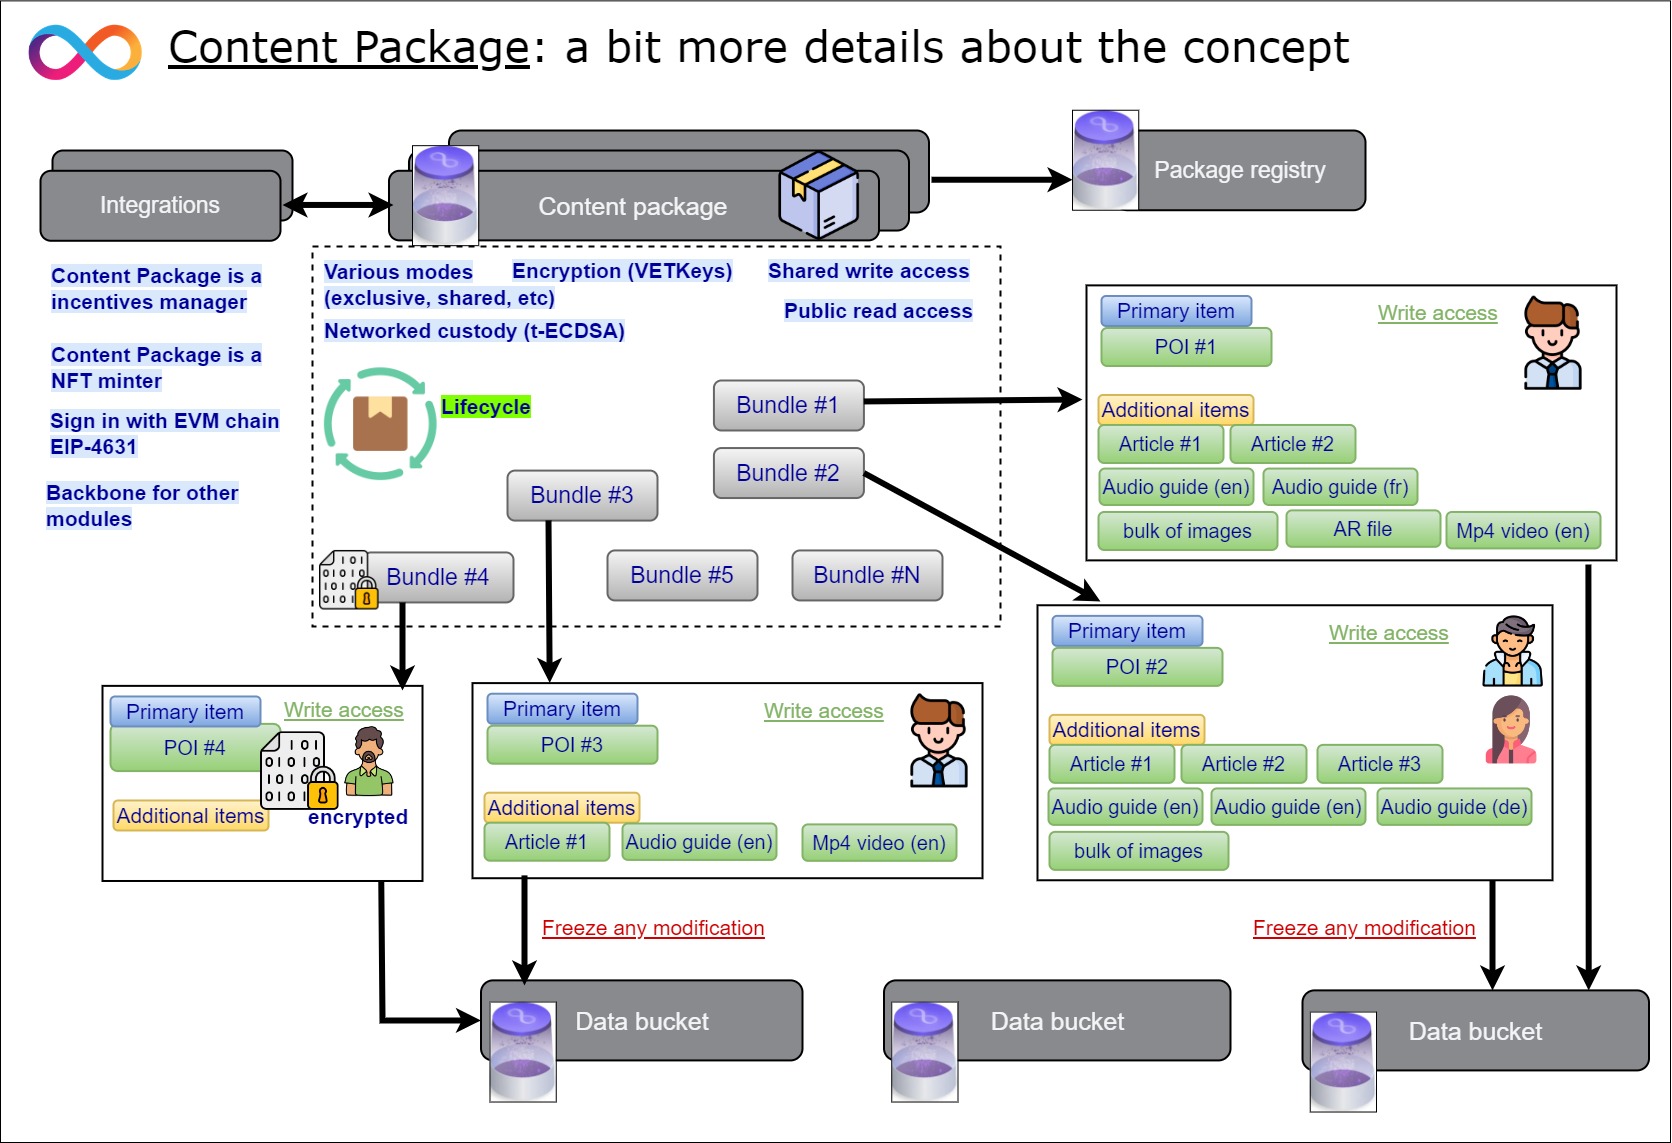 Content Package: a bit more details about the concept
Integrations
Content package
Package registry
Content Package is a
incentives manager
Content Package is a
NFT minter
Sign in with EVM chain
EIP-4631
Backbone for other
modules
Various modes
(exclusive, shared, etc)
Encryption (VETKeys)
Shared write access
Public read access
Networked custody (t-ECDSA)
Lifecycle
Bundle #1
Bundle #2
Bundle #3
Bundle #4
Bundle #5
Bundle #N
Primary item
Write access
POI #1
Additional items
Article #1
Article #2
Audio guide (en)
Audio guide (fr)
bulk of images
AR file
Mp4 video (en)
Primary item
Write access
POI #2
Additional items
Article #1
Article #2
Article #3
Audio guide (en)
Audio guide (en)
Audio guide (de)
bulk of images
Primary item
Write access
POI #4
Additional items
encrypted
Primary item
Write access
POI #3
Additional items
Article #1
Audio guide (en)
Mp4 video (en)
Freeze any modification
Freeze any modification
Data bucket
Data bucket
Data bucket